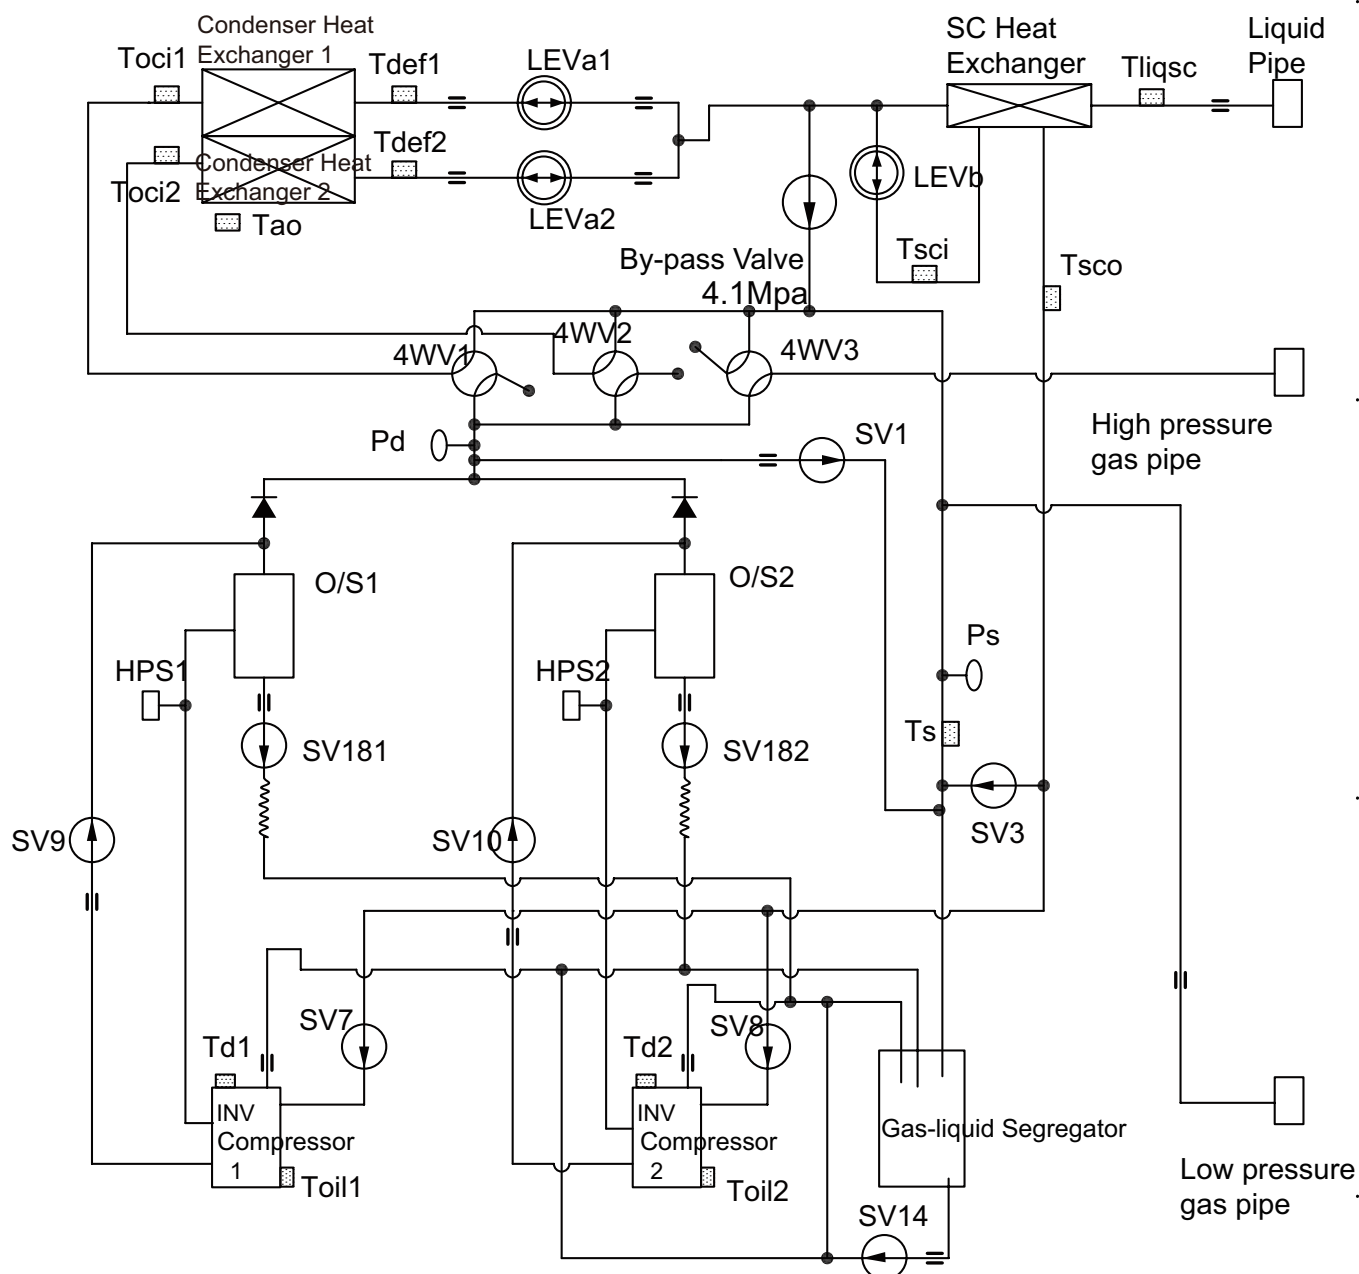 Condenser Heat
Exchanger 1
Toci1
Tdef1
LEVa1
SC Heat
Exchanger
Tliqsc
Liquid
Pipe
Tdef2
Condenser Heat
Exchanger 2
Toci2
Tao
LEVa2
LEVb
Tsci
Tsco
By-pass Valve
4.1Mpa
4WV1
4WV2
4WV3
High pressure
gas pipe
Pd
SV1
O/S1
O/S2
HPS1
HPS2
Ps
Ts
SV181
SV182
SV9
SV10
SV3
SV7
SV8
Td1
Td2
INV
Compressor
1
Toil1
INV
Compressor
2
Toil2
Gas-liquid Segregator
SV14
Low pressure
gas pipe